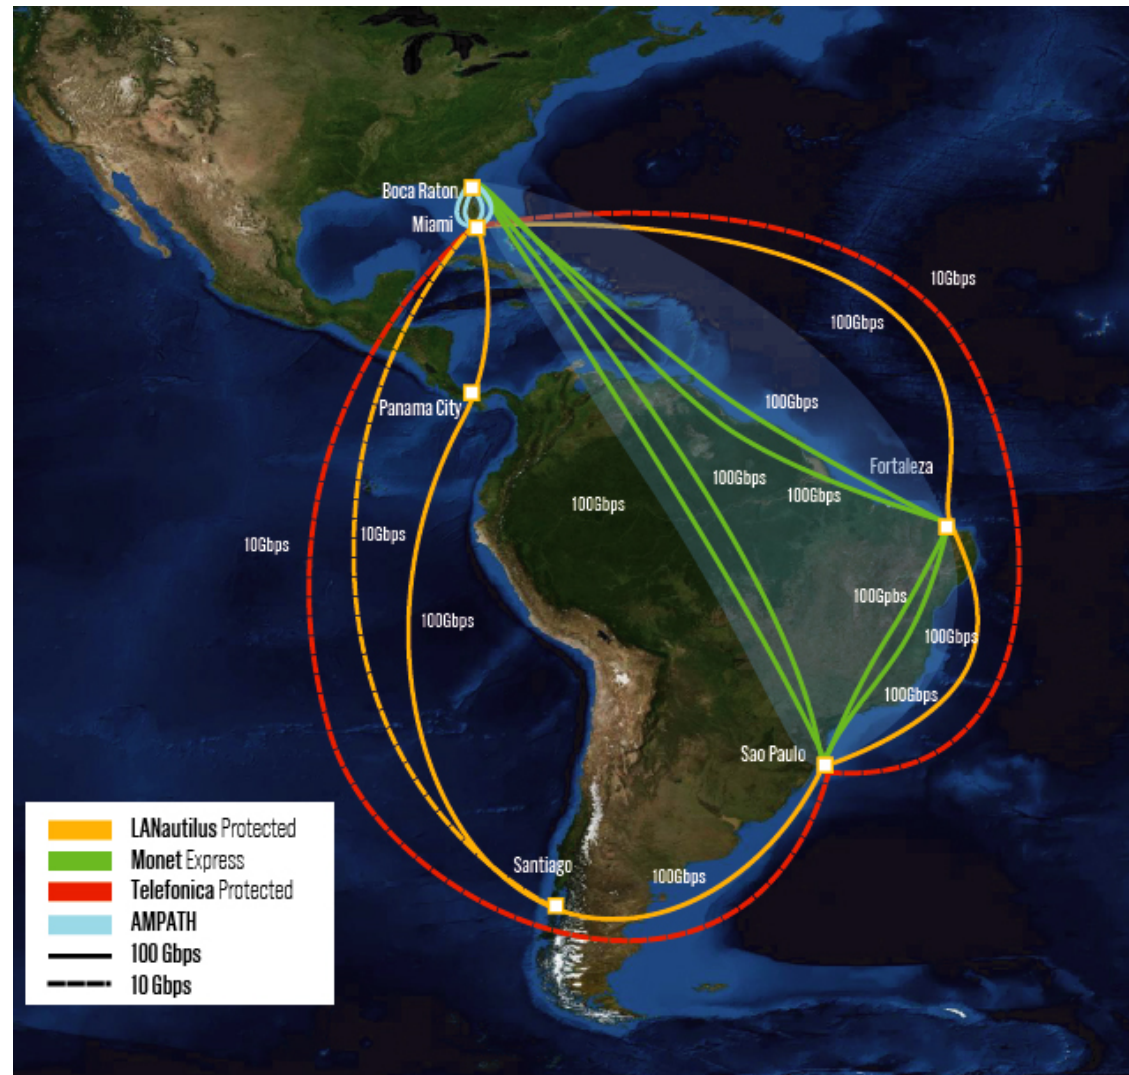 Boca Raton
Miami
10Gbps
100Gbps
Panama City
100Gbps
Fortaleza
100Gbps
100Gbps
100Gbps
10Gbps
10Gbps
100Gpbs
100Gbps
100Gbps
100Gbps
Sao Paulo
Santiago
100Gbps
LANautilus Protected
Monet Express
Telefonica Protected
AMPATH
100 Gbps
10 Gbps